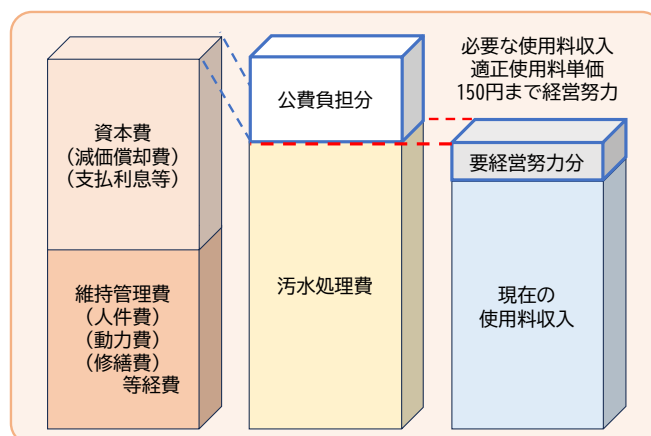 資本費
（減価償却費）
（支払利息等）
維持管理費
（人件費）
（動力費）
（修繕費）
等経費
公費負担分
汚水処理費
必要な使用料収入
適正使用料単価
150円まで経営努力
要経営努力分
現在の
使用料収入